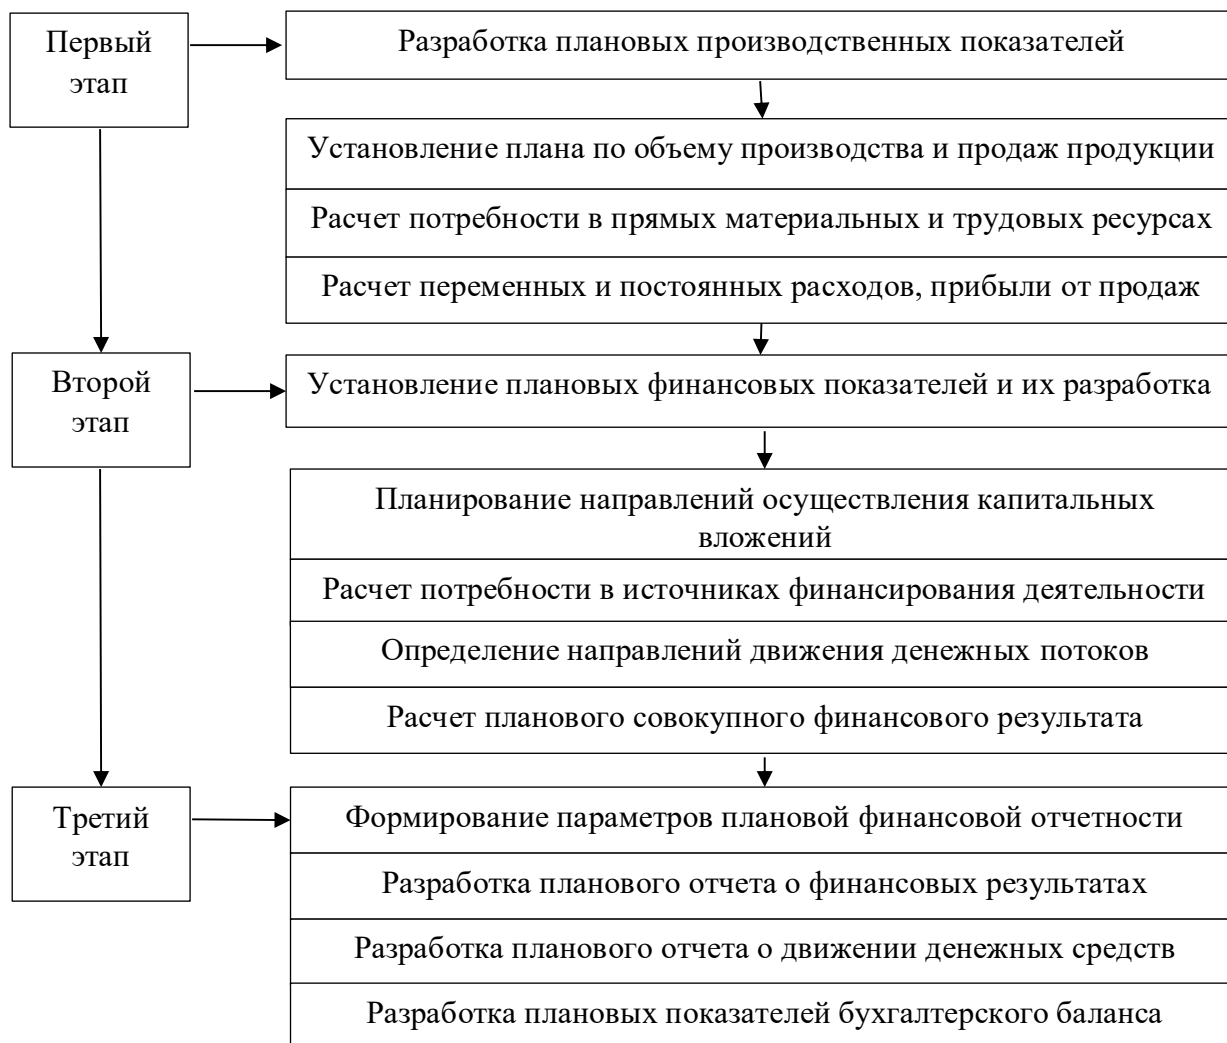 Первый
этап
Разработка плановых производственных показателей
Установление плана по объему производства и продаж продукции
Расчет потребности в прямых материальных и трудовых ресурсах
Расчет переменных и постоянных расходов, прибыли от продаж
Второй
этап
Установление плановых финансовых показателей и их разработка
Планирование направлений осуществления капитальных
вложений
Расчет потребности в источниках финансирования деятельности
Определение направлений движения денежных потоков
Расчет планового совокупного финансового результата
Третий
этап
Формирование параметров плановой финансовой отчетности
Разработка планового отчета о финансовых результатах
Разработка планового отчета о движении денежных средств
Разработка плановых показателей бухгалтерского баланса